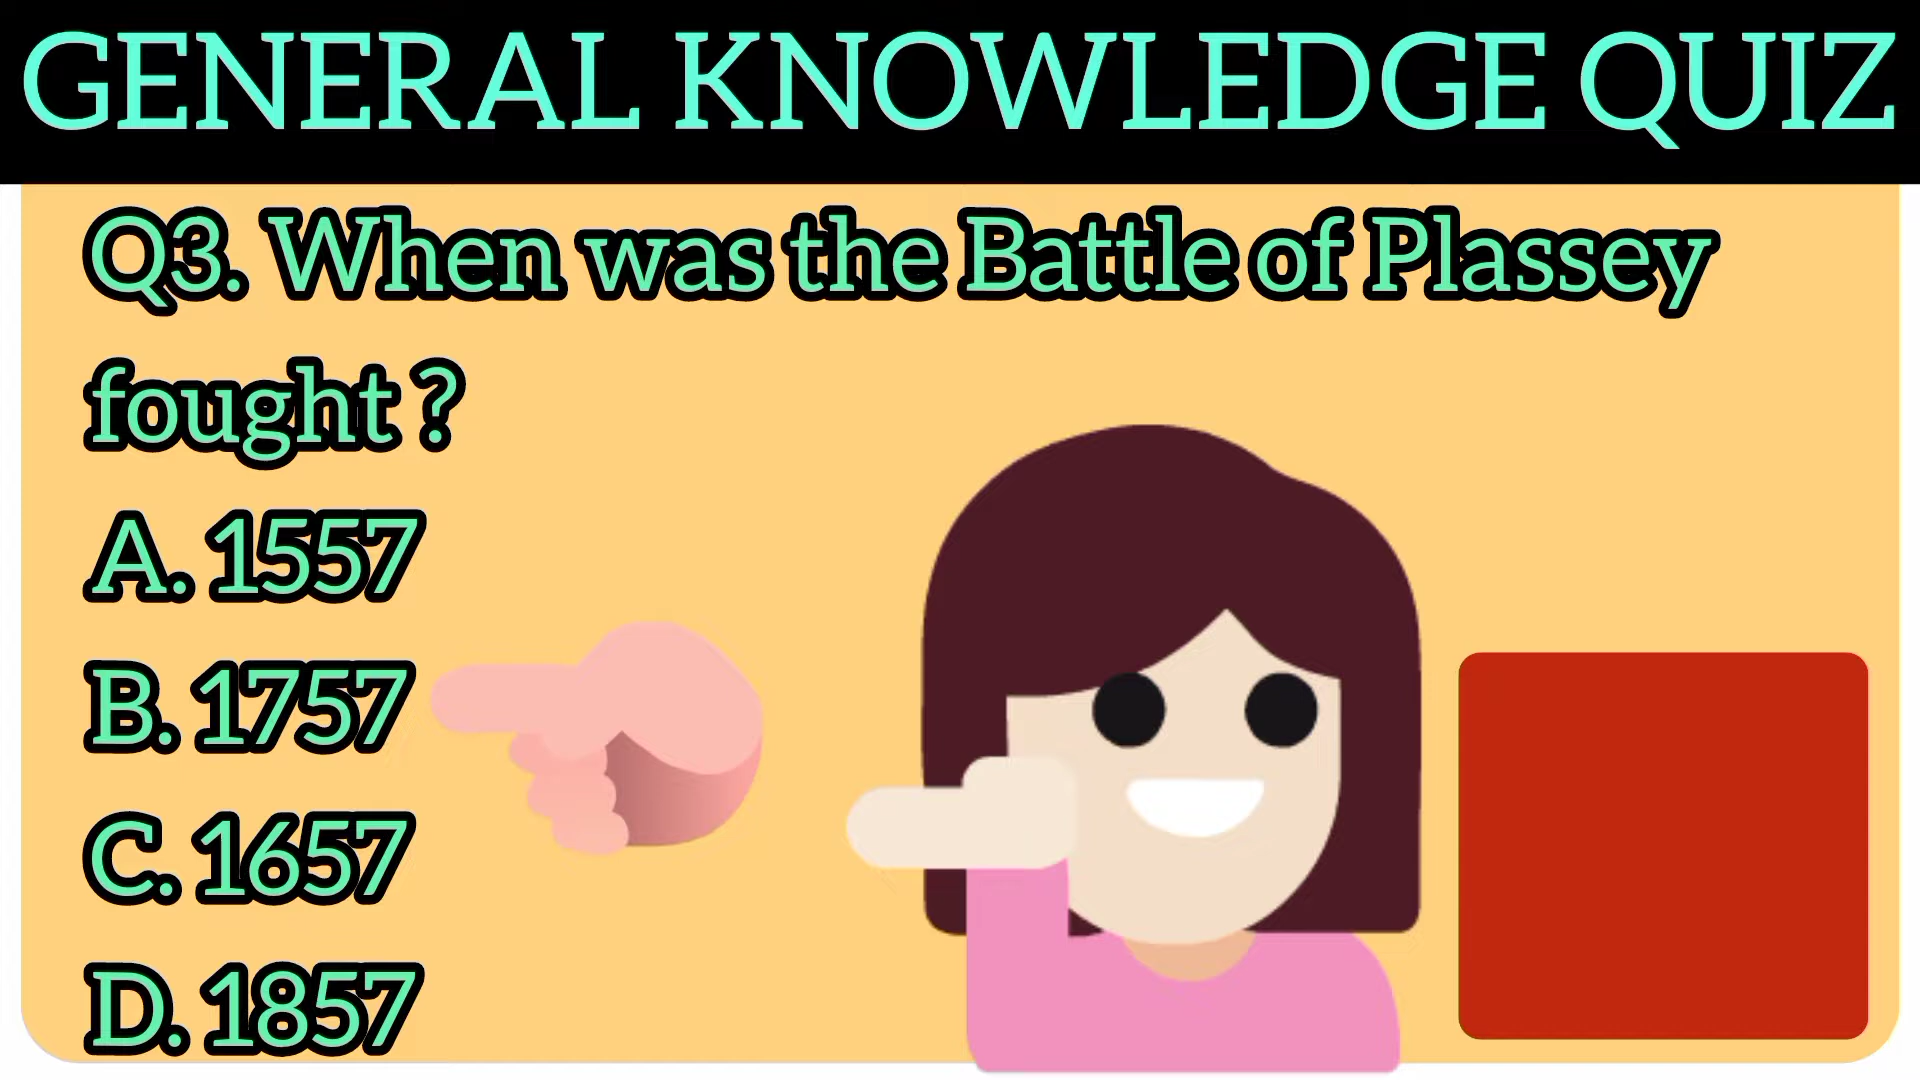 GENERAL KNOWLEDGE QUIZ
Q3. When was the Battle of Plassey
fought ?
A. 1557
B. 1757
C. 1657
D. 1857